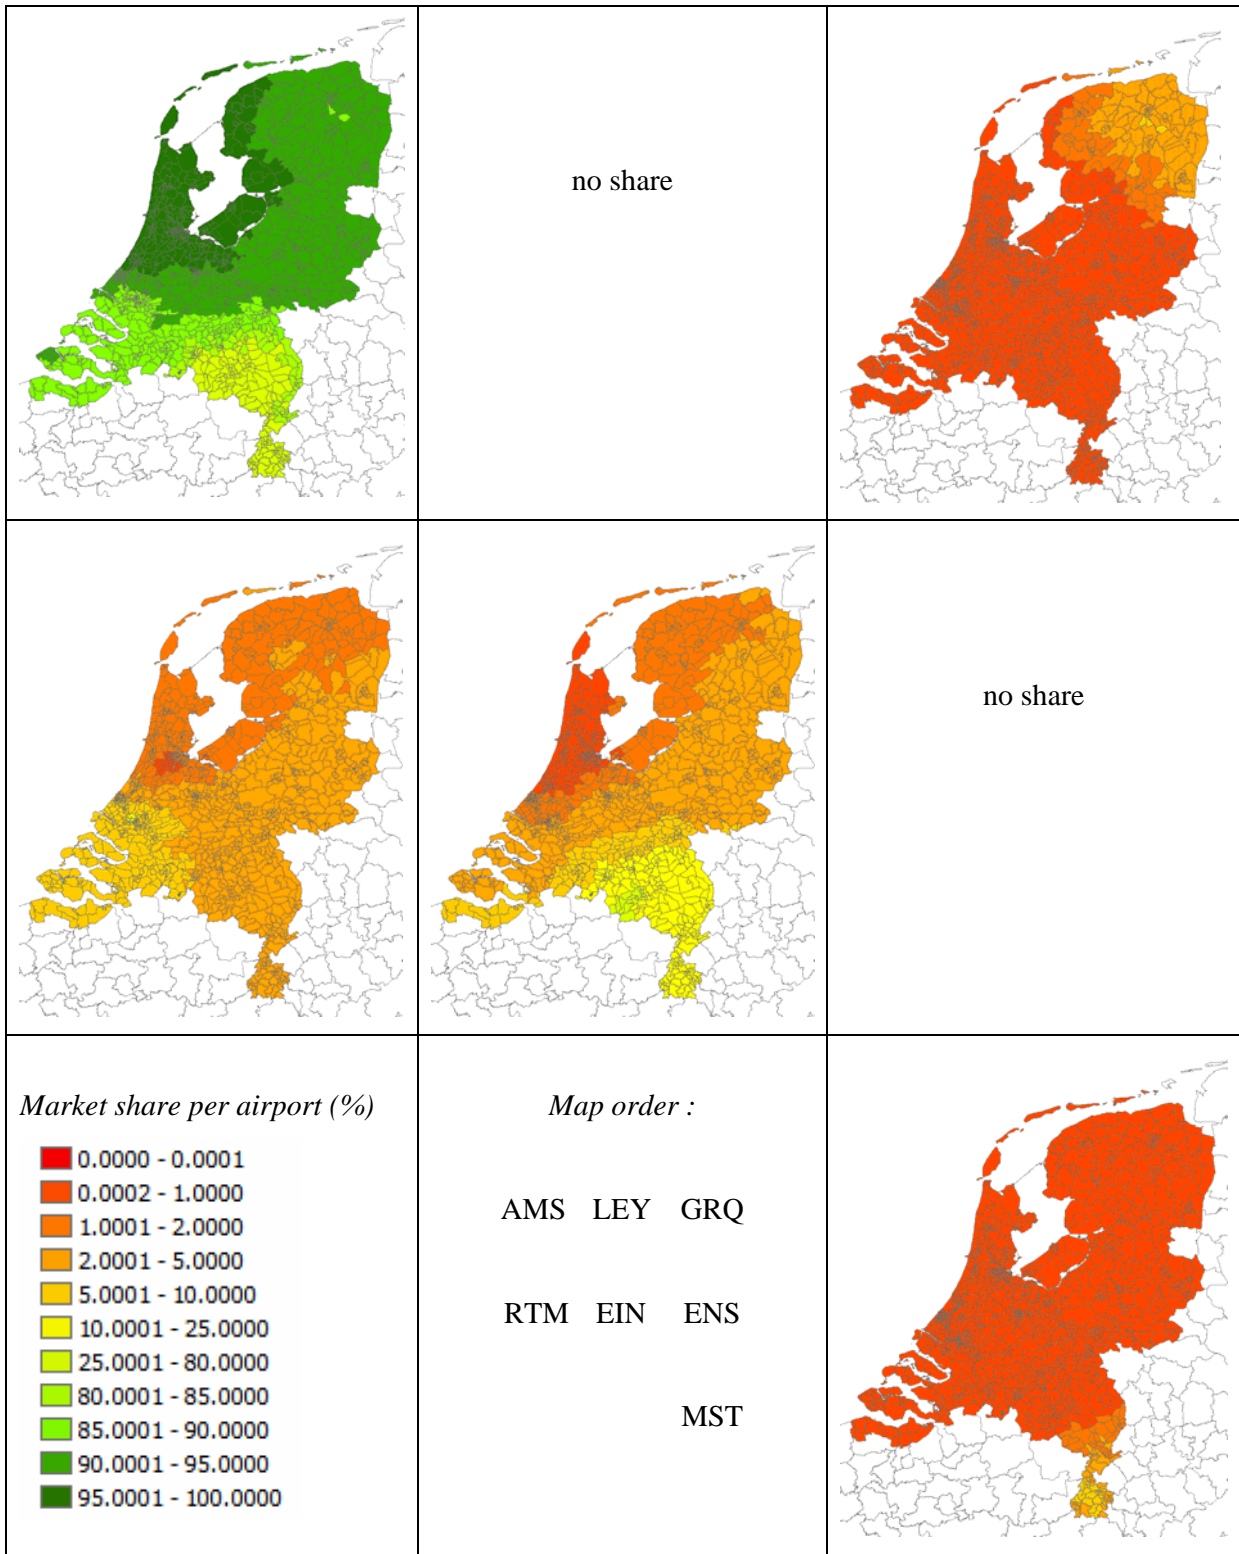 no share
no share
Market share per airport (%)
0.0000 - 0.0001
0.0002 - 1.0000
1.0001 - 2.0000
2.0001 - 5.0000
5.0001 - 10.0000
10.0001 - 25.0000
25.0001 - 80.0000
80.0001 - 85.0000
85.0001 - 90.0000
90.0001 - 95.0000
95.0001 - 100.0000
Map order :
AMS LEY GRQ
RTM EIN ENS
MST